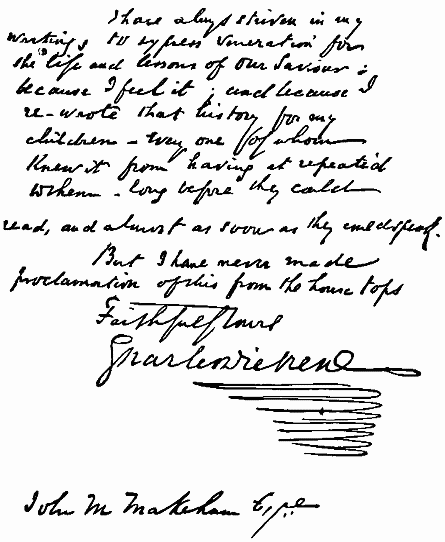 I have always striven in my
writings to express veneration for
the life and lessons of Our Saviour;
because I feel it; and because I
re-wrote that history for my
children – every one of whom
knew it from having it repeated
to them – long before they could
read, and almost as soon as they could speak.
But I have never made
proclamation of this from the house tops
Faithfully Yours
Charles Dickens
John M Makeham Esqre